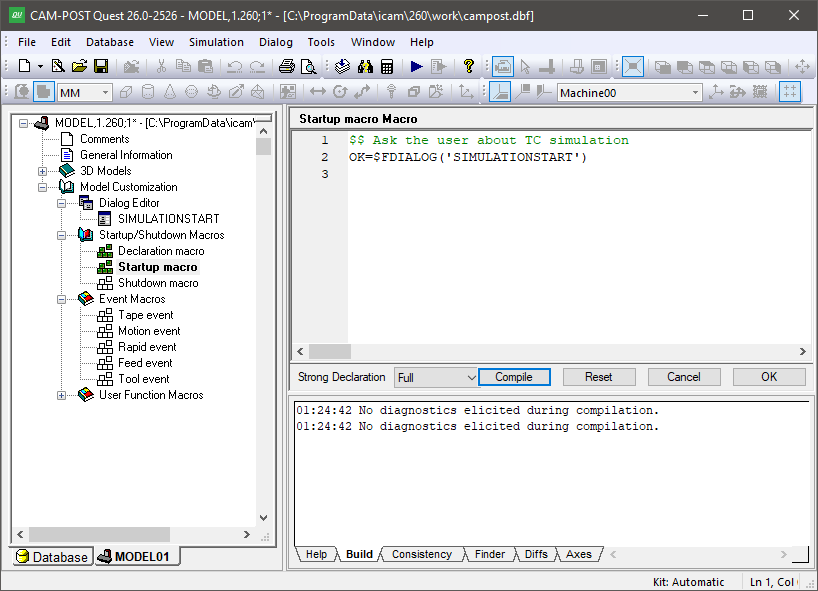 CAM-POST Quest 26.0-2526 - MODEL,1.260;1* - [C:\ProgramData\icam\260\work\campost.dbf]
File Edit Database View Simulation Dialog Tools Window Help
MM Machine00
MODEL,1.260;1* - [C:\ProgramData\icam\
Comments
General Information
3D Models
Model Customization
Dialog Editor
SIMULATIONSTART
Startup/Shutdown Macros
Declaration macro
Startup macro
Shutdown macro
Event Macros
Tape event
Motion event
Rapid event
Feed event
Tool event
User Function Macros
Database MODEL01
Startup macro Macro
1 $$ Ask the user about TC simulation
2 OK=$FDIALOG('SIMULATIONSTART')
3
Strong Declaration Full Compile Reset Cancel OK
01:24:42 No diagnostics elicited during compilation.
01:24:42 No diagnostics elicited during compilation.
Help Build Consistency Finder Diffs Axes
Kit: Automatic Ln 1, Col